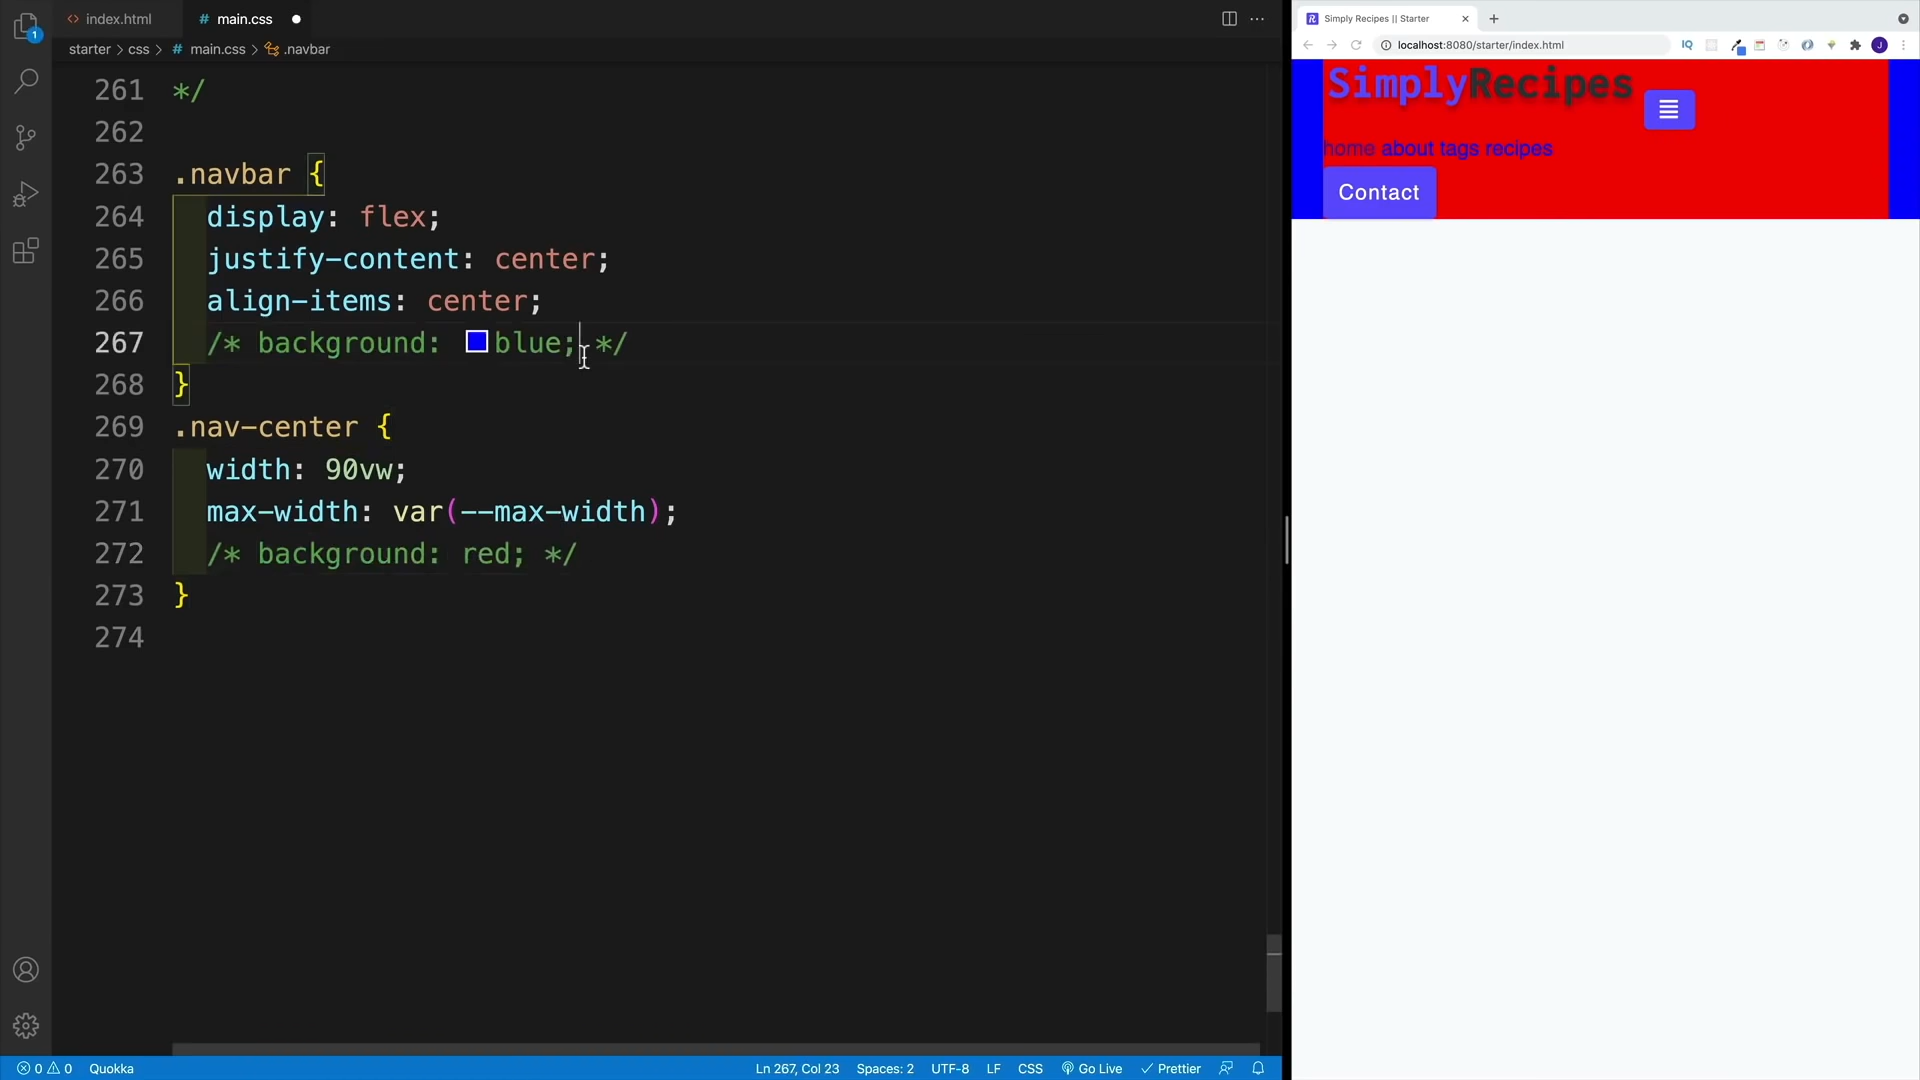 index.html
# main.css
starter > css > # main.css > .navbar
1
261 */
262
263 .navbar {
264 display: flex;
265 justify-content: center;
266 align-items: center;
267 /* background: blue; */
268 }
269 .nav-center {
270 width: 90vw;
271 max-width: var(--max-width);
272 /* background: red; */
273 }
274
0 0 Quokka
Ln 267, Col 23 Spaces: 2 UTF-8 LF CSS Go Live Prettier
Simply Recipes || Starter
localhost:8080/starter/index.html
IQ
J
SimplyRecipes
home about tags recipes
Contact